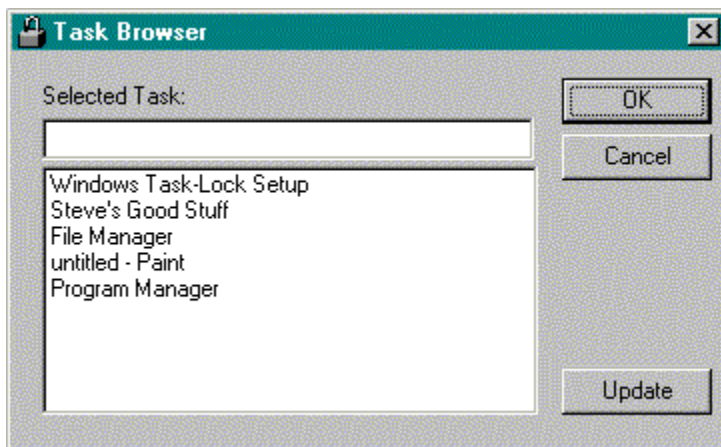 Task Browser
Selected Task:
OK
Cancel
Windows Task-Lock Setup
Steve's Good Stuff
File Manager
untitled - Paint
Program Manager
Update